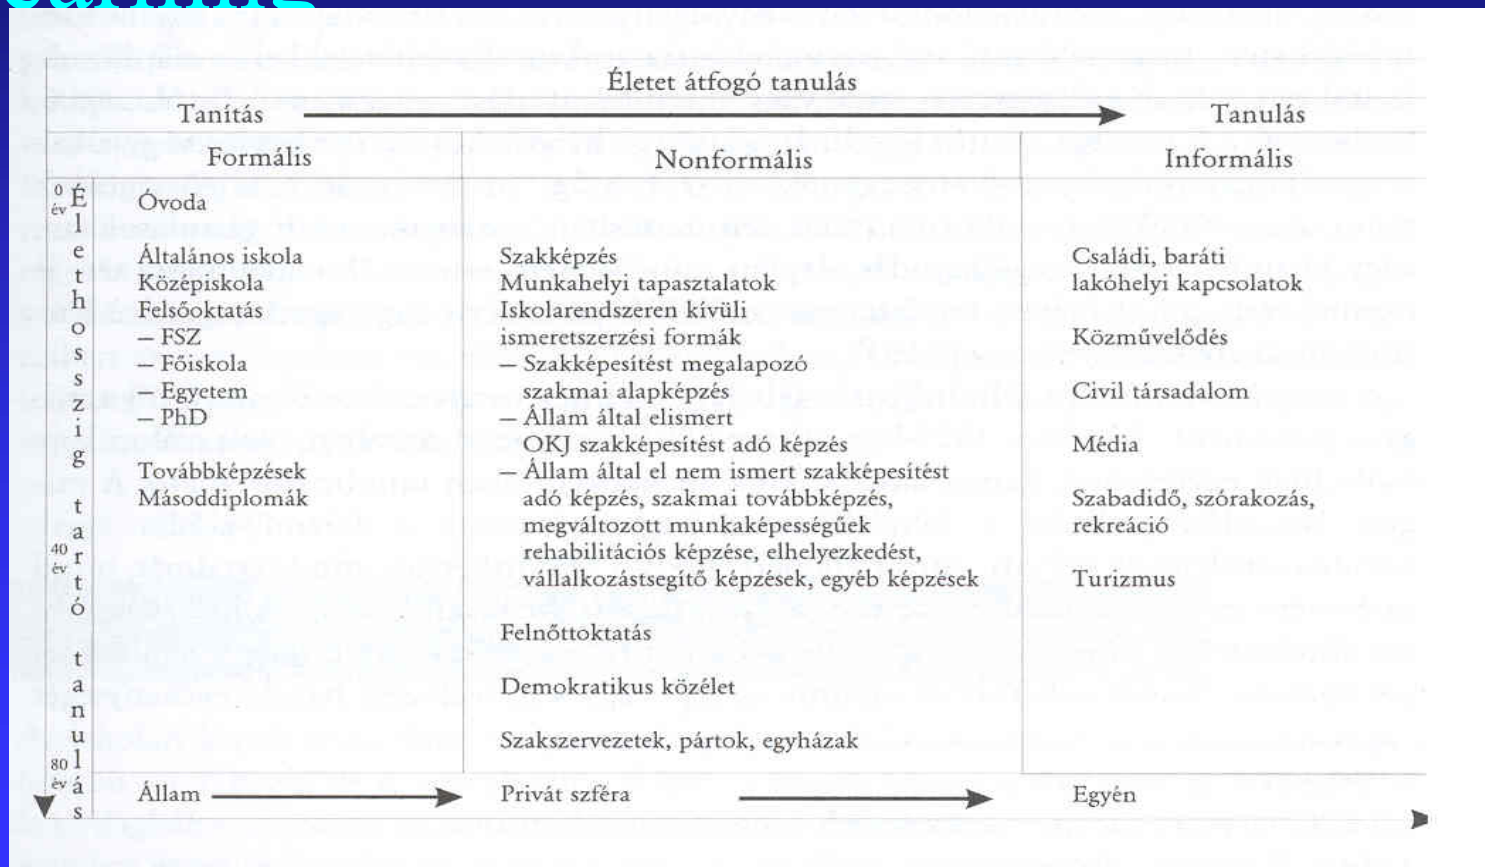 Életet átfogó tanulás
Tanítás
Tanulás
Formális
Nonformális
Informális
0 év
40 év
80 év
Élethosszig tartó tanulás
Óvoda
Általános iskola
Középiskola
Felsőoktatás
– FSZ
– Főiskola
– Egyetem
– PhD
Továbbképzések
Másoddiplomák
Szakképzés
Munkahelyi tapasztalatok
Iskolarendszeren kívüli
ismeretszerzési formák
– Szakképesítést megalapozó
szakmai alapképzés
– Állam által elismert
OKJ szakképesítést adó képzés
– Állam által el nem ismert szakképesítést
adó képzés, szakmai továbbképzés,
megváltozott munkaképességűek
rehabilitációs képzése, elhelyezkedést,
vállalkozástsegítő képzések, egyéb képzések
Felnőttoktatás
Demokratikus közélet
Szakszervezetek, pártok, egyházak
Családi, baráti
lakóhelyi kapcsolatok
Közművelődés
Civil társadalom
Média
Szabadidő, szórakozás,
rekreáció
Turizmus
Állam
Privát szféra
Egyén